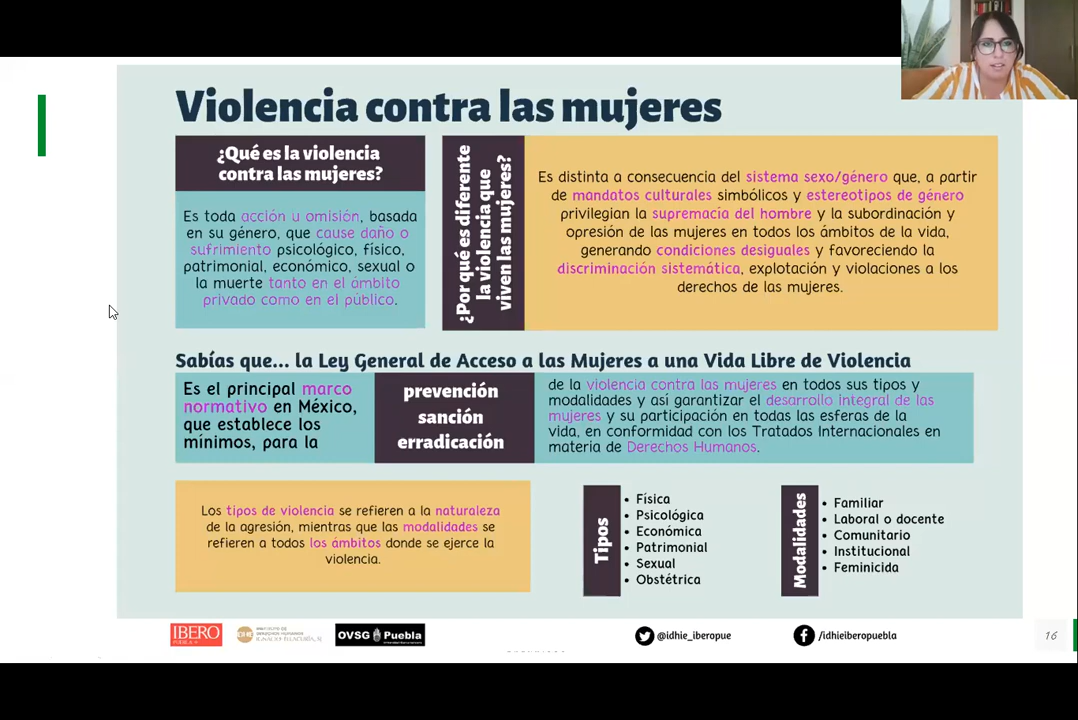 Violencia contra las mujeres
¿Qué es la violencia
contra las mujeres?
Es toda acción u omisión, basada
en su género, que cause daño o
sufrimiento psicológico, físico,
patrimonial, económico, sexual o
la muerte tanto en el ámbito
privado como en el público.
¿Por qué es diferente
la violencia que
viven las mujeres?
Es distinta a consecuencia del sistema sexo/género que, a partir
de mandatos culturales simbólicos y estereotipos de género
privilegian la supremacía del hombre y la subordinación y
opresión de las mujeres en todos los ámbitos de la vida,
generando condiciones desiguales y favoreciendo la
discriminación sistemática, explotación y violaciones a los
derechos de las mujeres.
Sabías que... la Ley General de Acceso a las Mujeres a una Vida Libre de Violencia
Es el principal marco
normativo en México,
que establece los
mínimos, para la
prevención
sanción
erradicación
de la violencia contra las mujeres en todos sus tipos y
modalidades y así garantizar el desarrollo integral de las
mujeres y su participación en todas las esferas de la
vida, en conformidad con los Tratados Internacionales en
materia de Derechos Humanos.
Los tipos de violencia se refieren a la naturaleza
de la agresión, mientras que las modalidades se
refieren a todos los ámbitos donde se ejerce la
violencia.
Tipos
• Física
• Psicológica
• Económica
• Patrimonial
• Sexual
• Obstétrica
Modalidades
• Familiar
• Laboral o docente
• Comunitario
• Institucional
• Feminicida
IBERO
PUEBLA
IDHIE
INSTITUTO DE
DERECHOS HUMANOS
IGNACIO ELLACURÍA, SJ
OVSG Puebla
@idhie_iberopue
/idhieiberopuebla
16